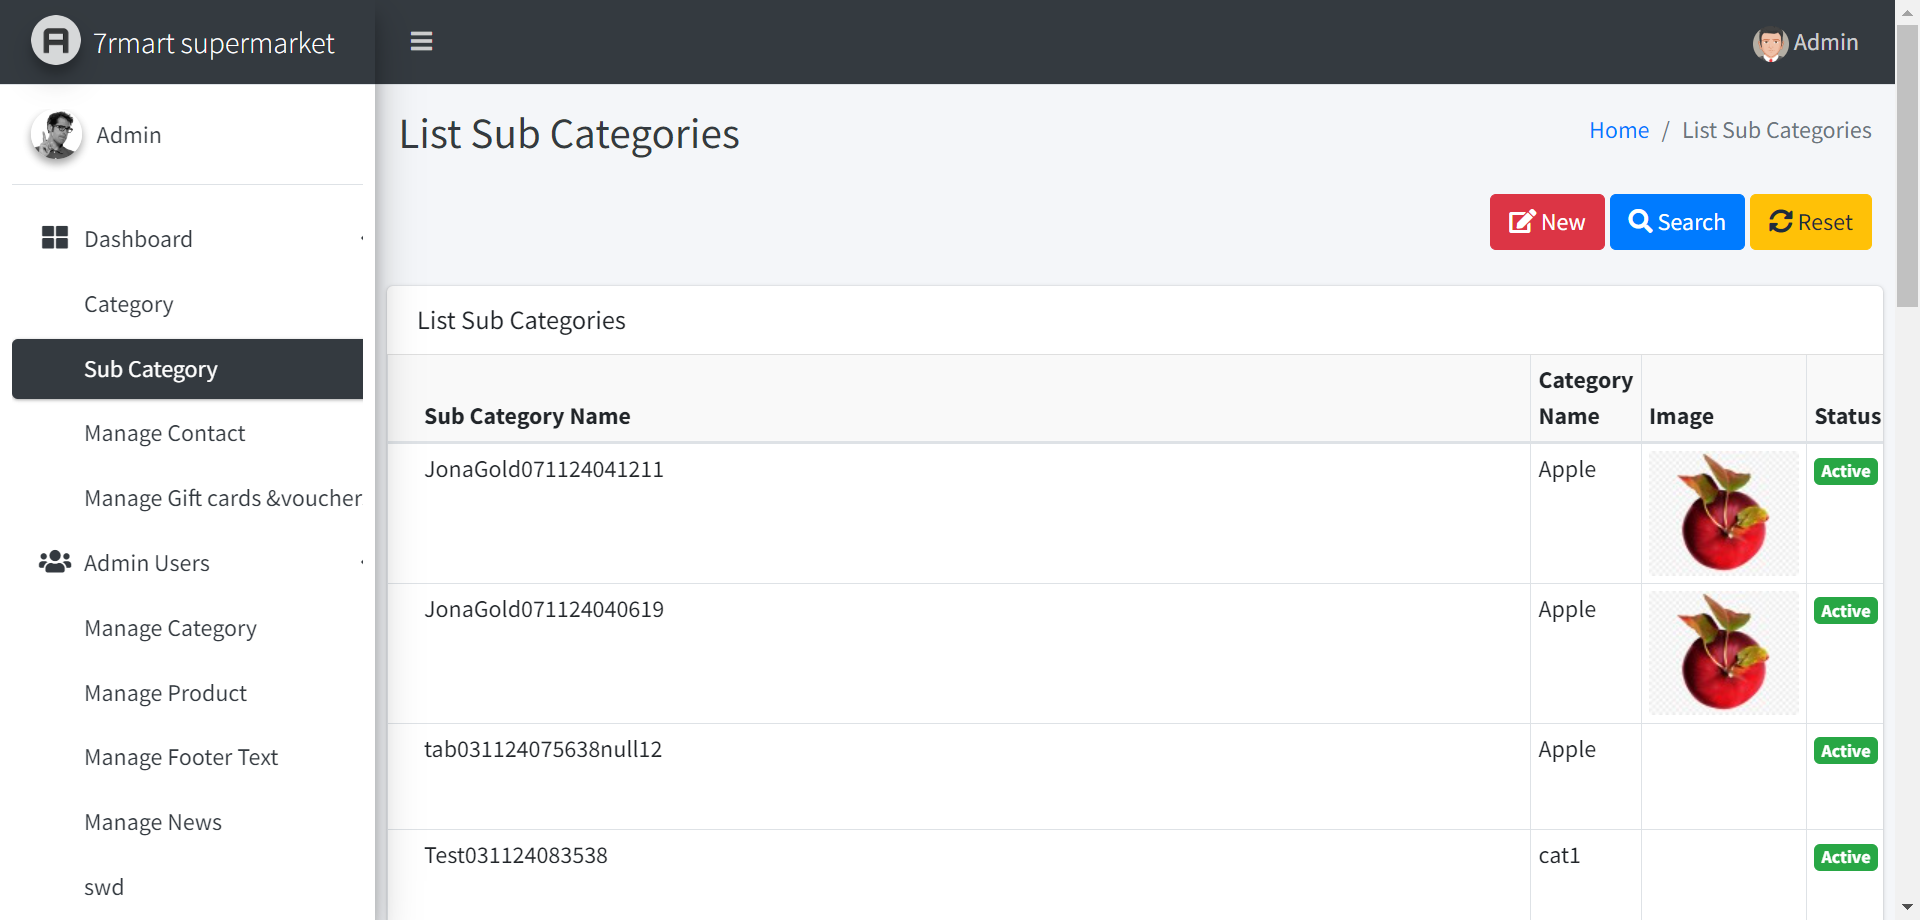 7rmart supermarket
Admin
Admin
Dashboard
Category
Sub Category
Manage Contact
Manage Gift cards &voucher
Admin Users
Manage Category
Manage Product
Manage Footer Text
Manage News
swd
List Sub Categories
Home / List Sub Categories
New
Search
Reset
List Sub Categories
Sub Category Name
Category
Name
Image
Status
JonaGold071124041211
Apple
Active
JonaGold071124040619
Apple
Active
tab031124075638null12
Apple
Active
Test031124083538
cat1
Active